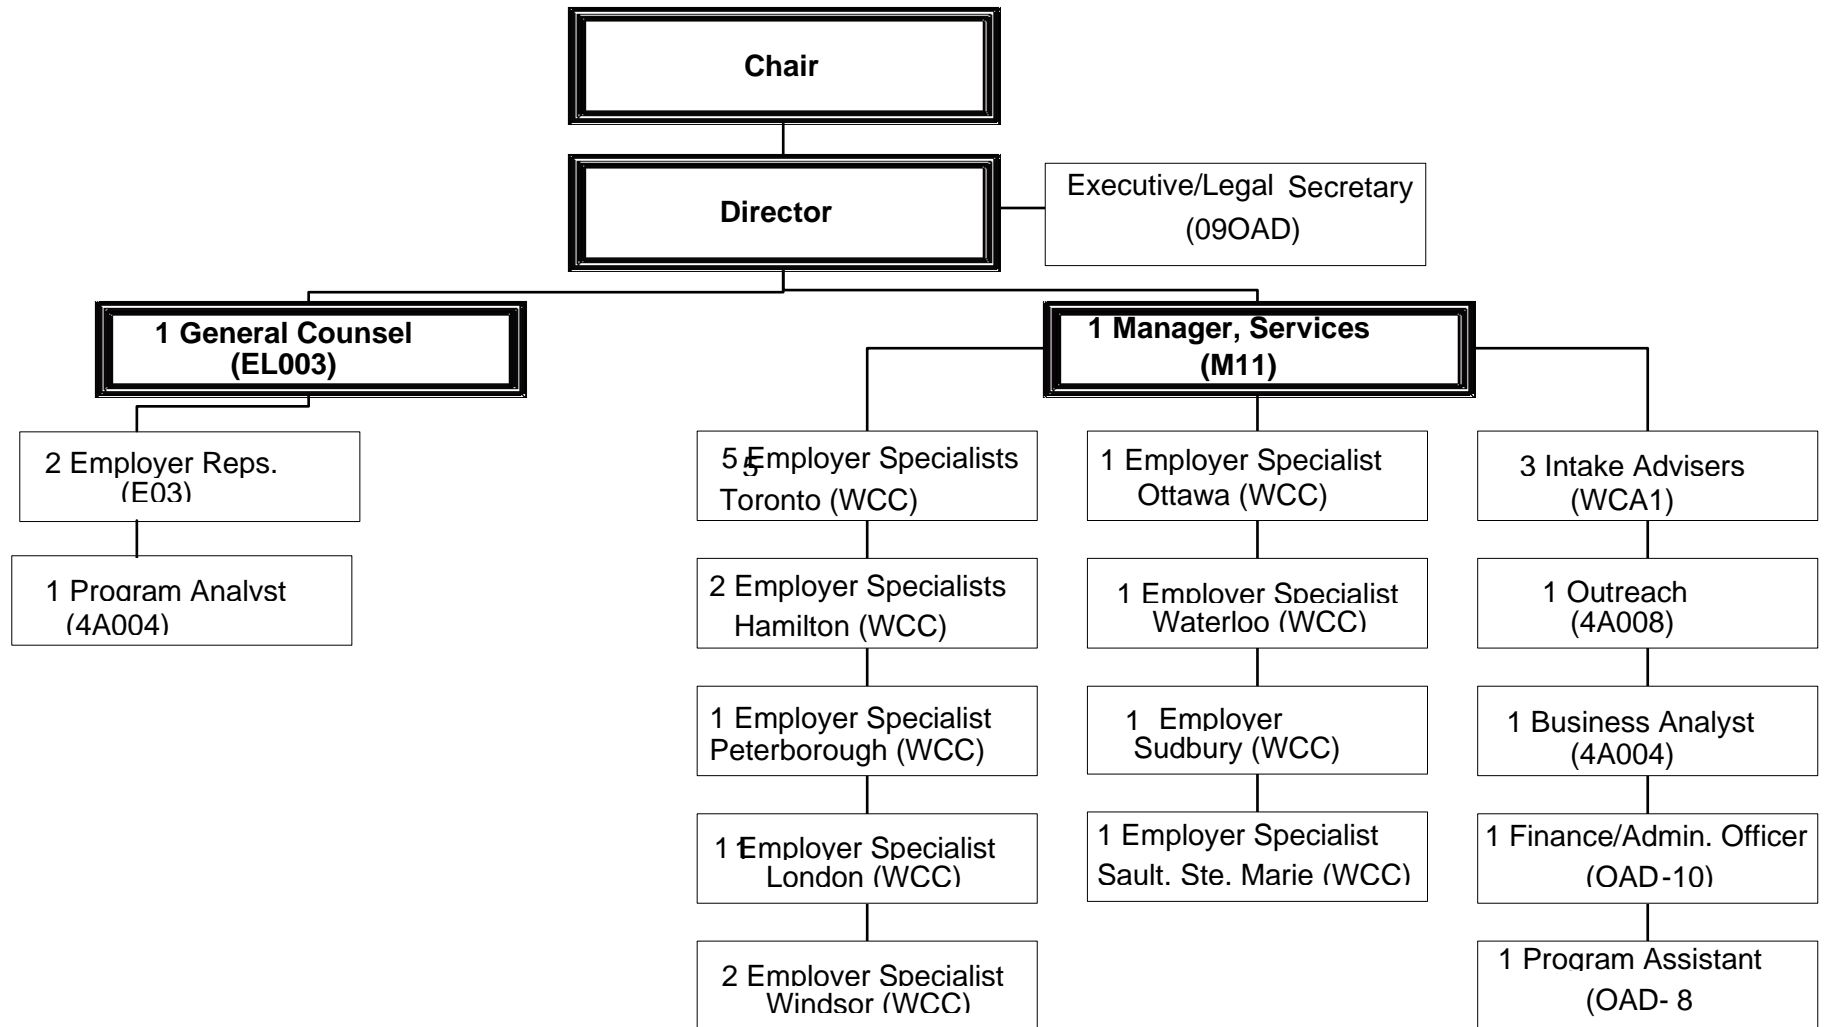 Chair
Director
Executive/Legal Secretary
(09OAD)
1 General Counsel
(EL003)
1 Manager, Services
(M11)
2 Employer Reps.
(E03)
1 Program Analyst
(4A004)
5 Employer Specialists
5
Toronto (WCC)
2 Employer Specialists
Hamilton (WCC)
1 Employer Specialist
Peterborough (WCC)
1 Employer Specialist
1
London (WCC)
2 Employer Specialist
Windsor (WCC)
1 Employer Specialist
Ottawa (WCC)
1 Employer Specialist
Waterloo (WCC)
1 Employer
Sudbury (WCC)
1 Employer Specialist
Sault. Ste. Marie (WCC)
3 Intake Advisers
(WCA1)
1 Outreach
(4A008)
1 Business Analyst
(4A004)
1 Finance/Admin. Officer
(OAD-10)
1 Program Assistant
(OAD- 8